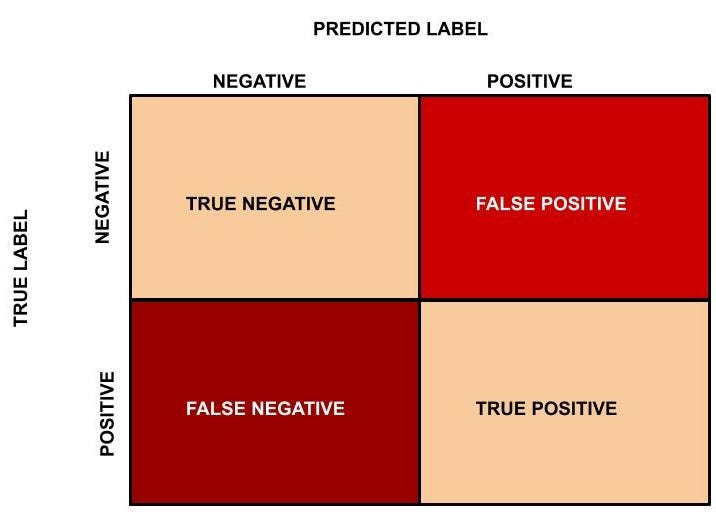 PREDICTED LABEL
NEGATIVE POSITIVE
TRUE LABEL
NEGATIVE
TRUE NEGATIVE FALSE POSITIVE
POSITIVE
FALSE NEGATIVE TRUE POSITIVE